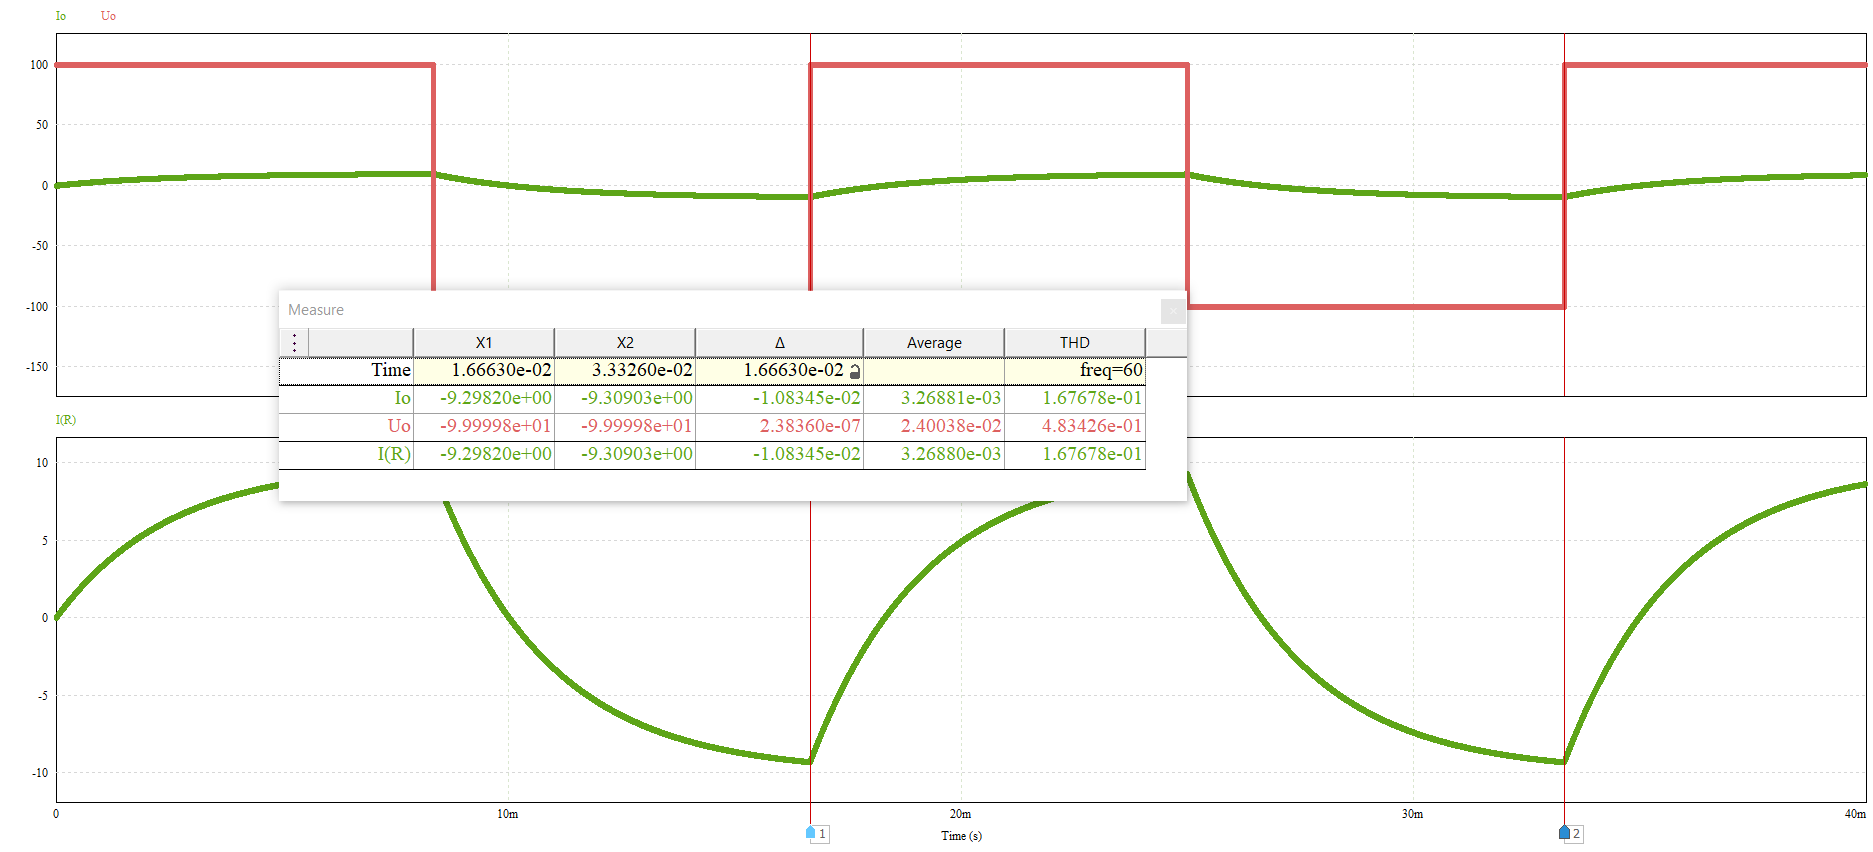 Io Uo
100
50
0
-50
-100
-150
Measure
X1 X2 Δ Average THD
Time 1.66630e-02 3.33260e-02 1.66630e-02 freq=60
Io -9.29820e+00 -9.30903e+00 -1.08345e-02 3.26881e-03 1.67678e-01
Uo -9.99998e+01 -9.99998e+01 2.38360e-07 2.40038e-02 4.83426e-01
I(R) -9.29820e+00 -9.30903e+00 -1.08345e-02 3.26880e-03 1.67678e-01
I(R)
10
5
0
-5
-10
0 10m 20m 30m 40m
1 2
Time (s)